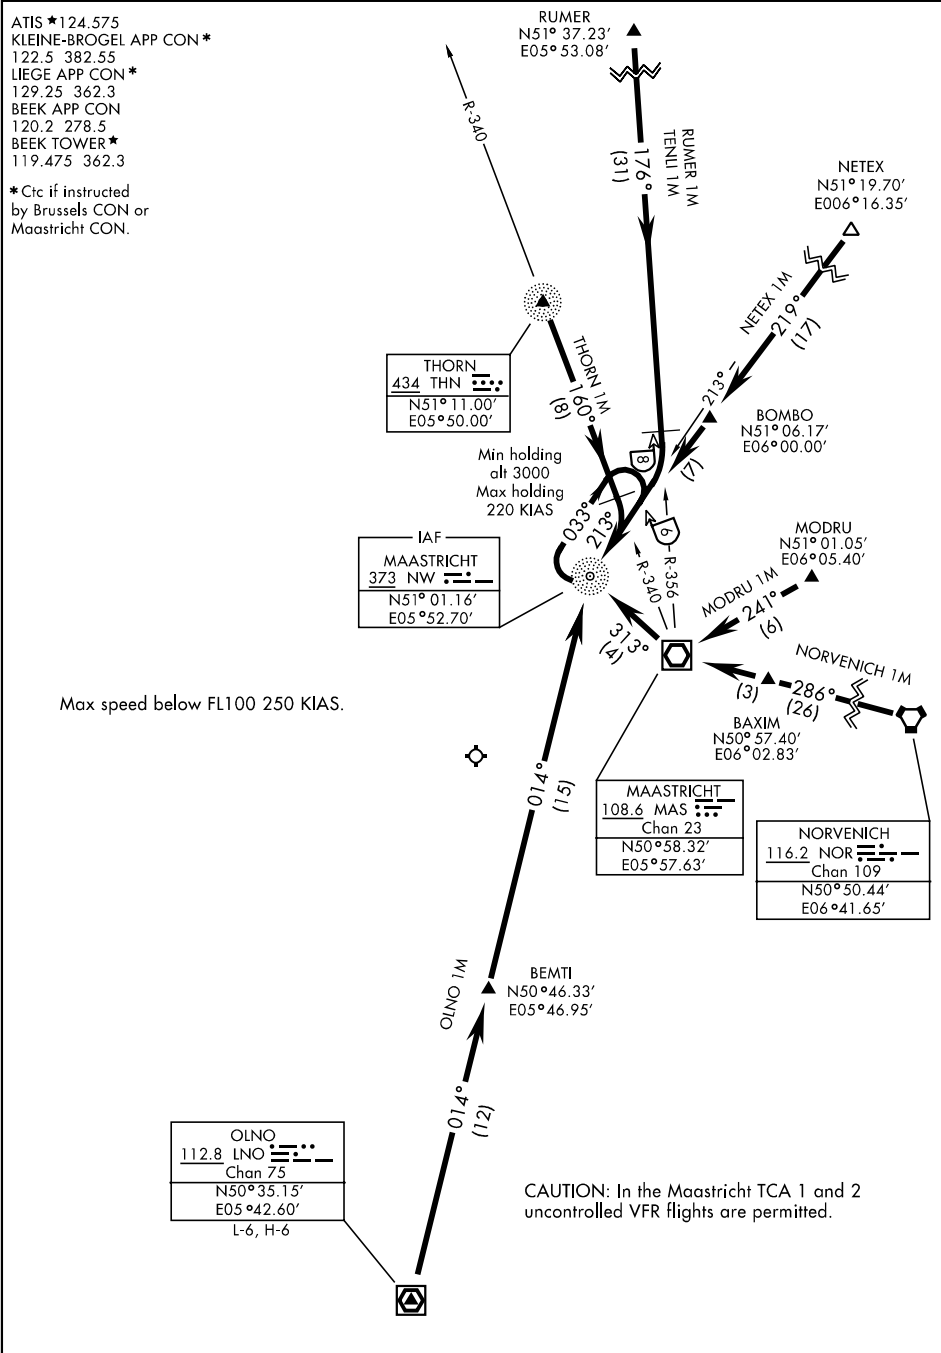 ATIS ★124.575
KLEINE-BROGEL APP CON *
122.5 382.55
LIEGE APP CON *
129.25 362.3
BEEK APP CON
120.2 278.5
BEEK TOWER★
119.475 362.3
* Ctc if instructed
by Brussels CON or
Maastricht CON.
RUMER
N51° 37.23′
E05° 53.08′
R-340
176°
(31)
RUMER 1M
TENLI 1M
NETEX
N51° 19.70′
E006° 16.35′
NETEX 1M
219°
(17)
213°
THORN
434 THN
N51° 11.00′
E05° 50.00′
THORN 1M
160°
(8)
BOMBO
N51° 06.17′
E06° 00.00′
(7)
8
Min holding
alt 3000
Max holding
220 KIAS
033°
213°
6
IAF
MAASTRICHT
373 NW
N51° 01.16′
E05° 52.70′
R-340
R-356
MODRU
N51° 01.05′
E06° 05.40′
MODRU 1M
241°
(6)
313°
(4)
NORVENICH 1M
(3)
286°
(26)
BAXIM
N50° 57.40′
E06° 02.83′
Max speed below FL100 250 KIAS.
014°
(15)
MAASTRICHT
108.6 MAS
Chan 23
N50° 58.32′
E05° 57.63′
NORVENICH
116.2 NOR
Chan 109
N50° 50.44′
E06° 41.65′
OLNO 1M
BEMTI
N50° 46.33′
E05° 46.95′
014°
(12)
OLNO
112.8 LNO
Chan 75
N50° 35.15′
E05° 42.60′
L-6, H-6
CAUTION: In the Maastricht TCA 1 and 2
uncontrolled VFR flights are permitted.